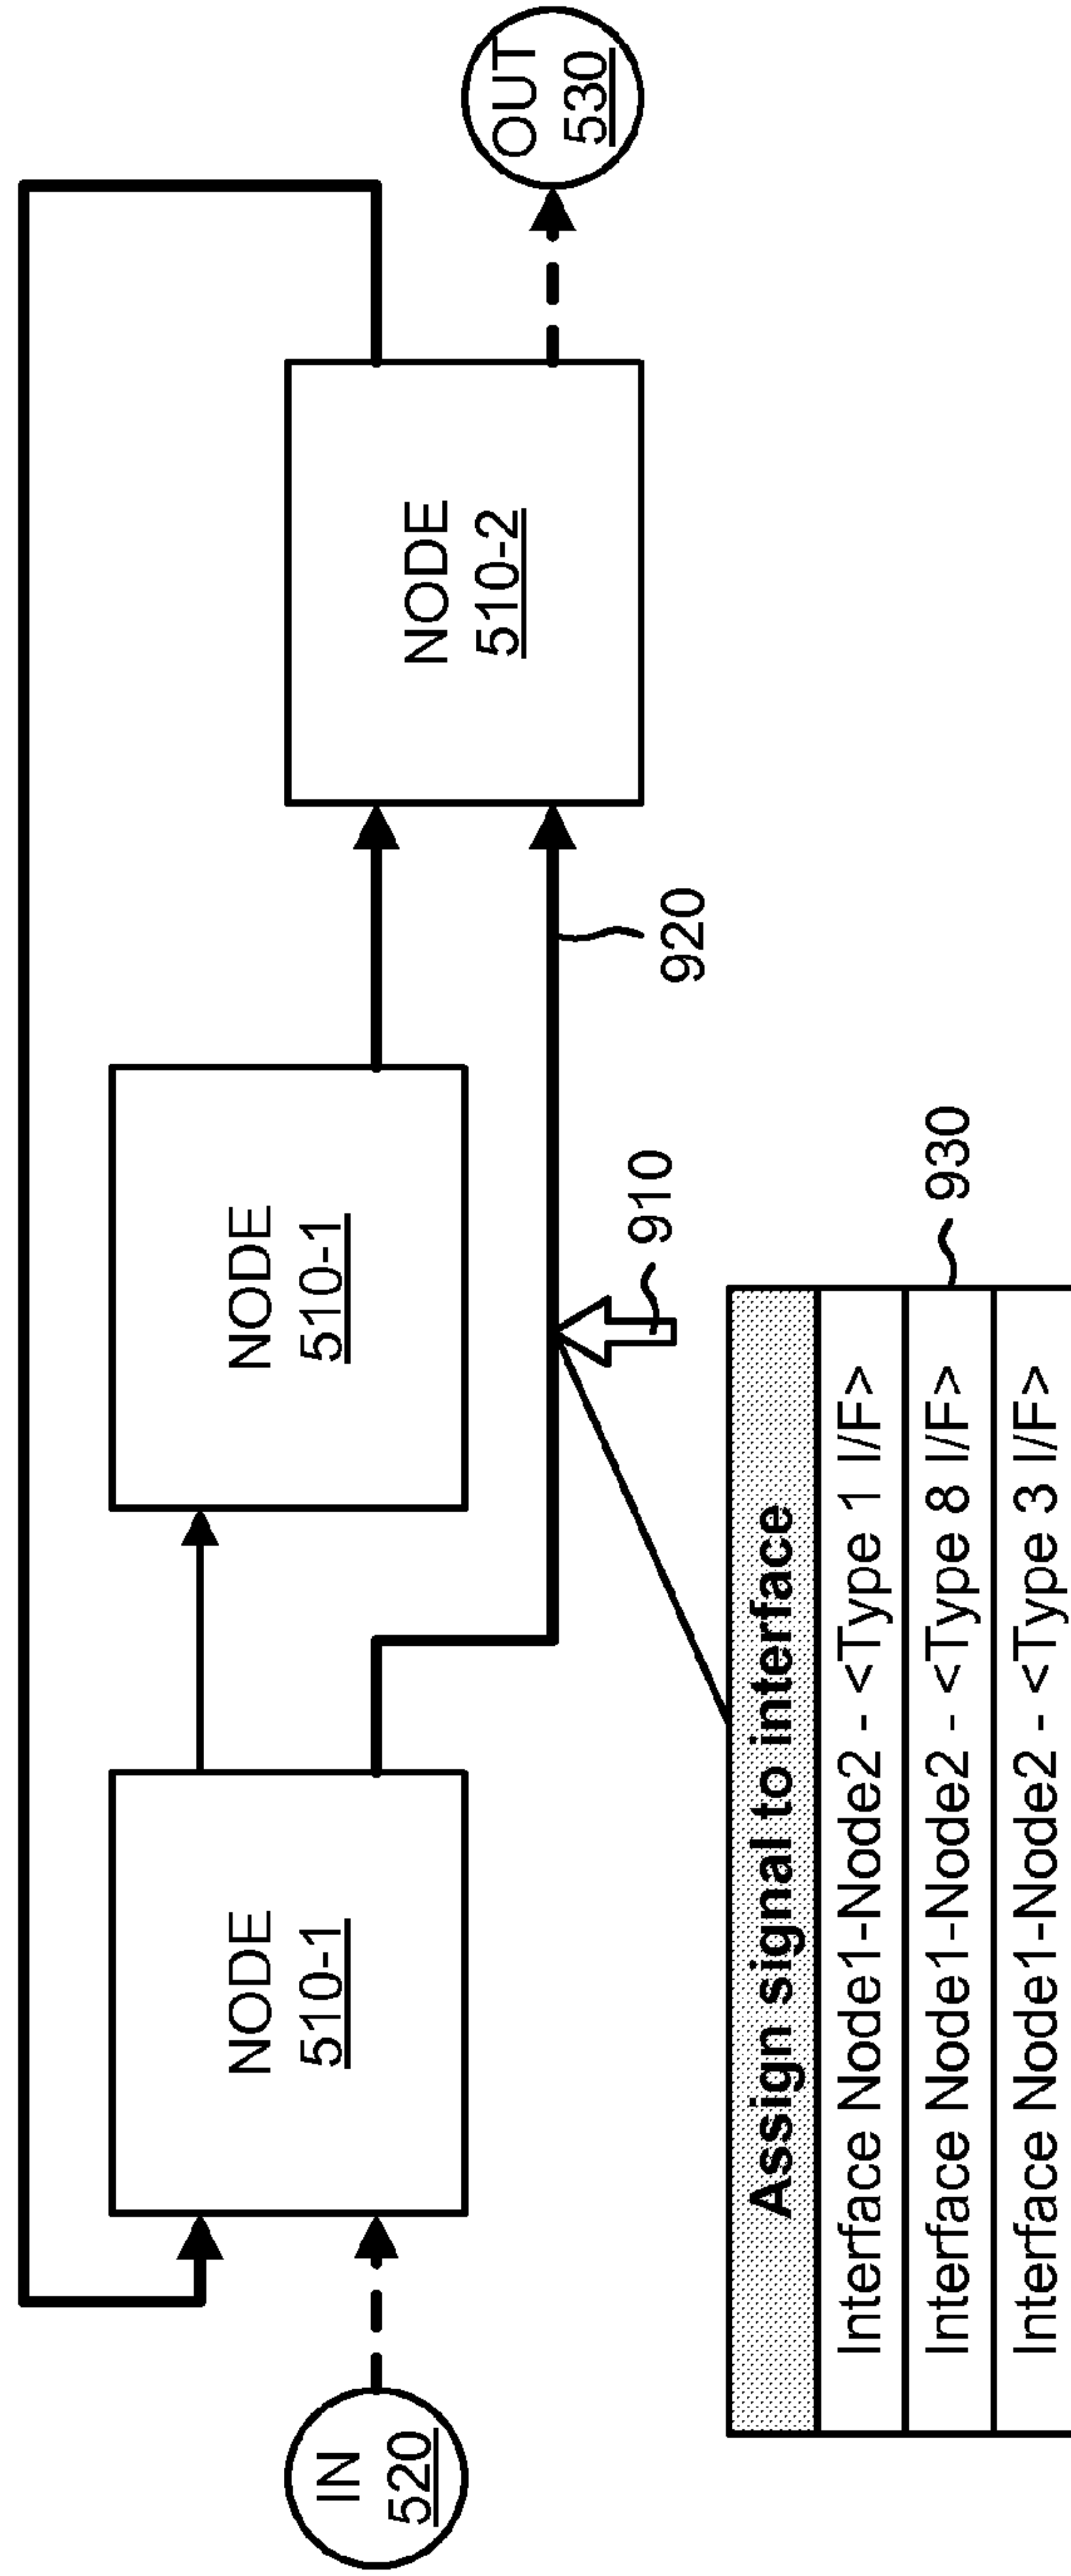 IN
520
NODE
510-1
NODE
510-1
NODE
510-2
OUT
530
910
920
930
Assign signal to interface
Interface Node1-Node2 - <Type 1 I/F>
Interface Node1-Node2 - <Type 8 I/F>
Interface Node1-Node2 - <Type 3 I/F>